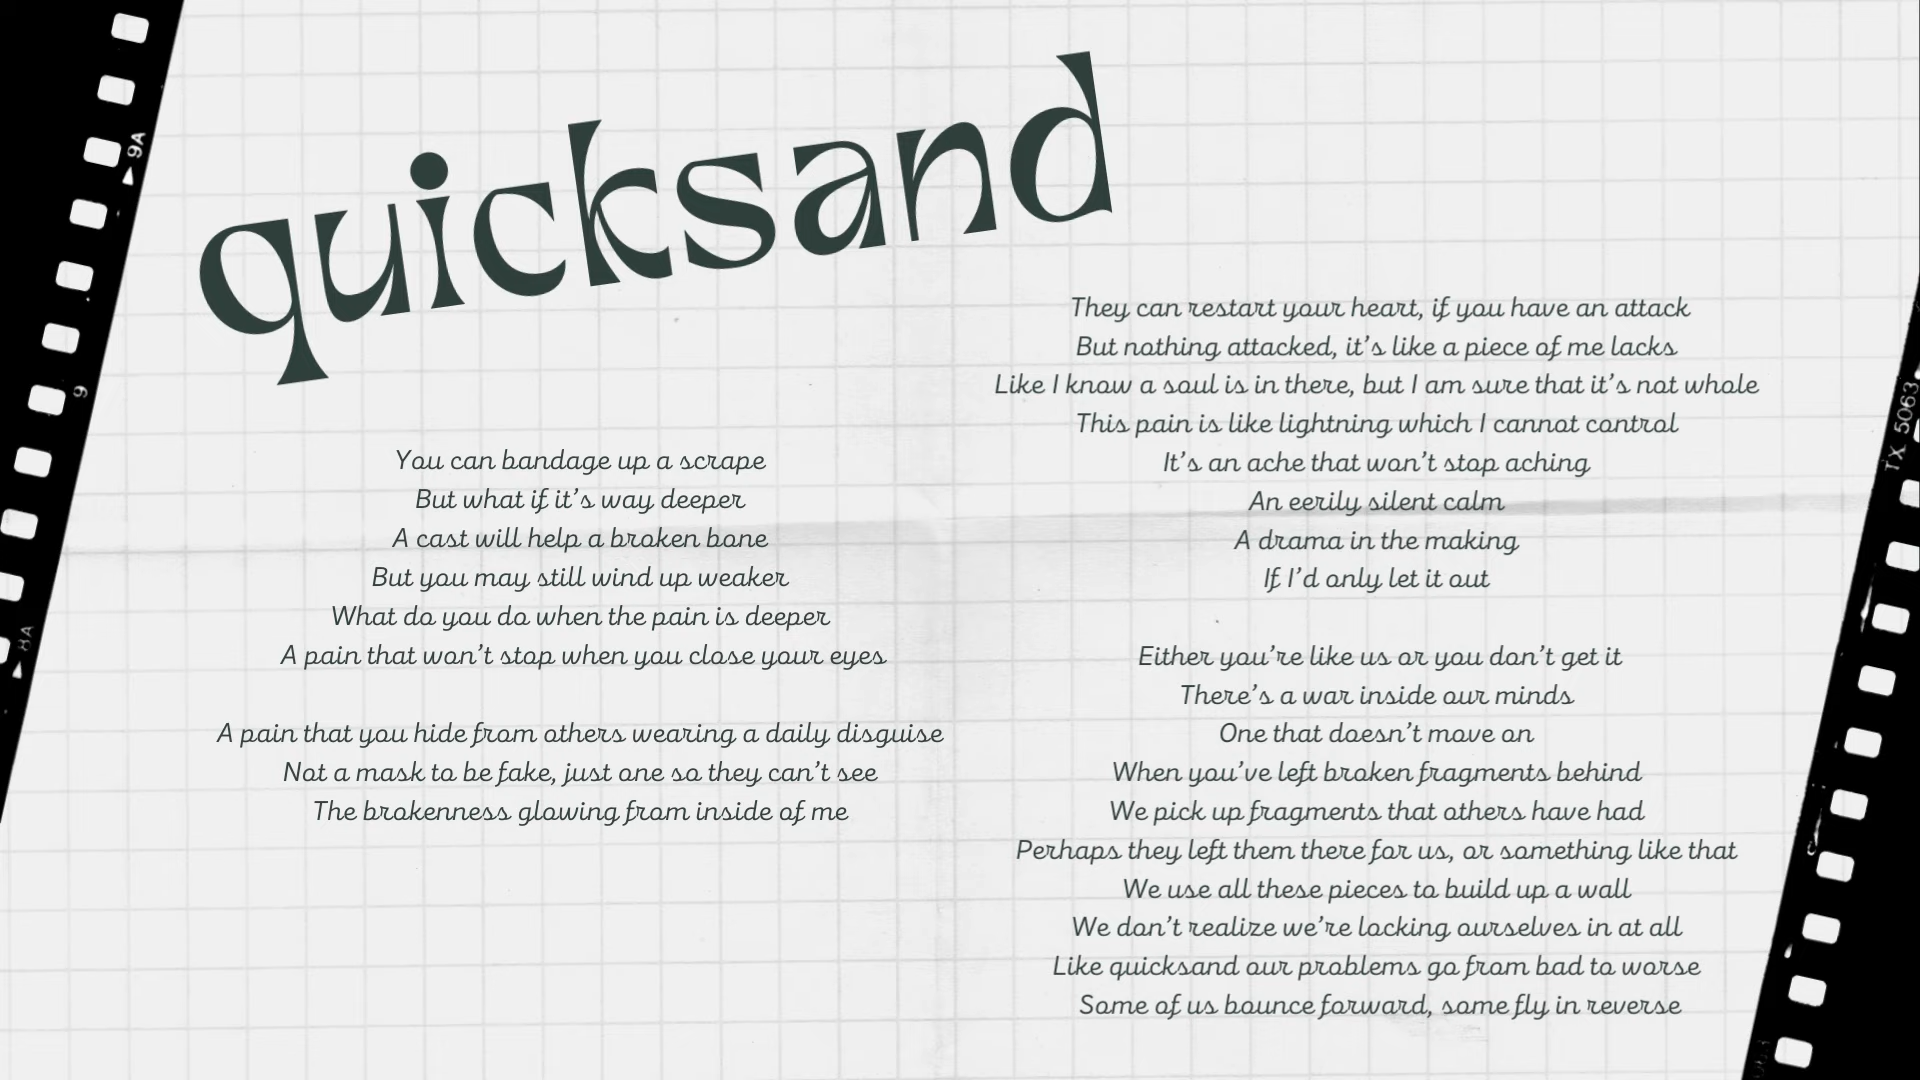 quicksand
You can bandage up a scrape
But what if it's way deeper
A cast will help a broken bone
But you may still wind up weaker
What do you do when the pain is deeper
A pain that won't stop when you close your eyes
A pain that you hide from others wearing a daily disguise
Not a mask to be fake, just one so they can't see
The brokenness glowing from inside of me
They can restart your heart, if you have an attack
But nothing attacked, it's like a piece of me lacks
Like I know a soul is in there, but I am sure that it's not whole
This pain is like lightning which I cannot control
It's an ache that won't stop aching
An eerily silent calm
A drama in the making
If I'd only let it out
Either you're like us or you don't get it
There's a war inside our minds
One that doesn't move on
When you've left broken fragments behind
We pick up fragments that others have had
Perhaps they left them there for us, or something like that
We use all these pieces to build up a wall
We don't realize we're locking ourselves in at all
Like quicksand our problems go from bad to worse
Some of us bounce forward, some fly in reverse
9A
9
8A
TX 5063